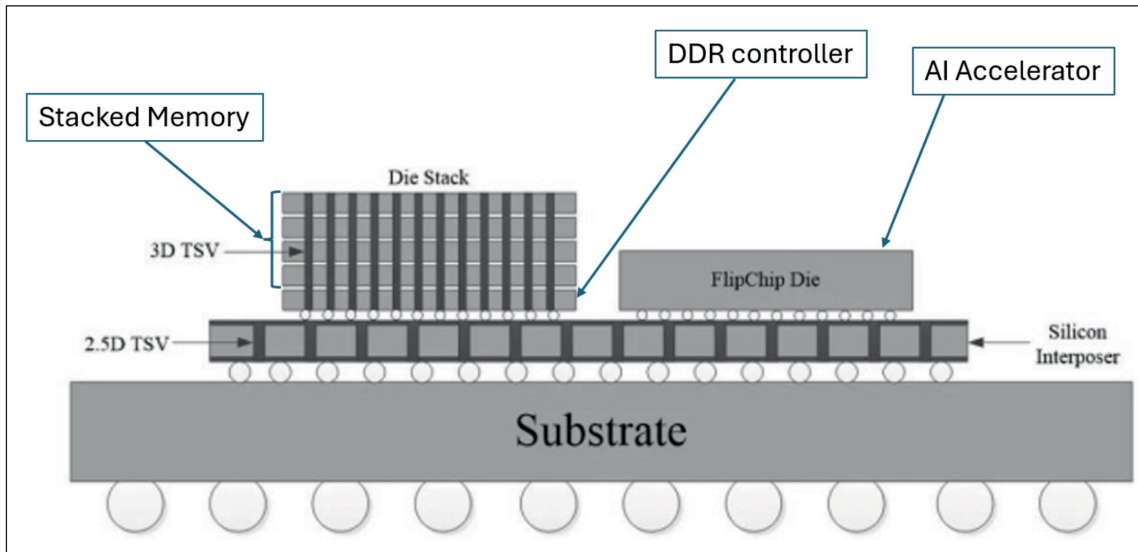 DDR controller
AI Accelerator
Stacked Memory
Die Stack
3D TSV
FlipChip Die
2.5D TSV
Silicon
Interposer
Substrate